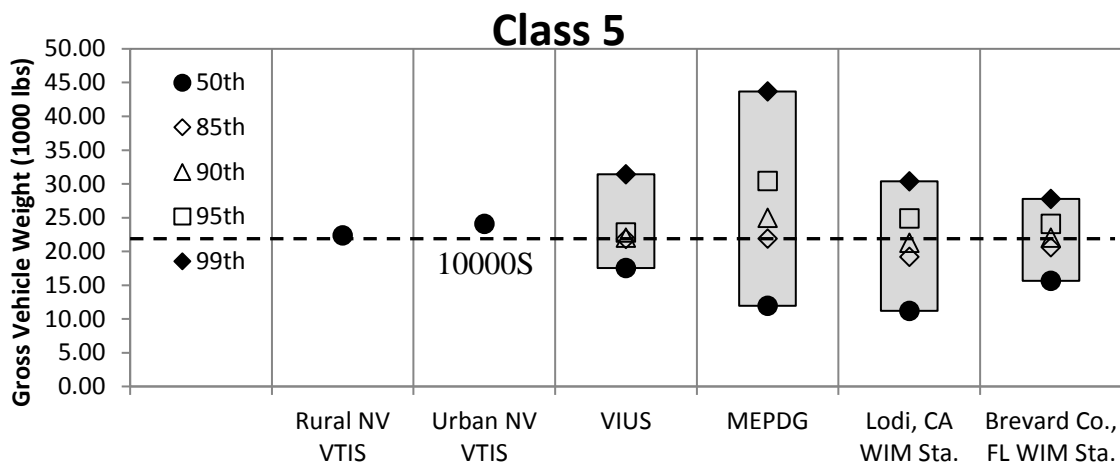 Class 5
Gross Vehicle Weight (1000 lbs)
50.00
45.00
40.00
35.00
30.00
25.00
20.00
15.00
10.00
5.00
0.00
50th
85th
90th
95th
99th
10000S
Rural NV
VTIS
Urban NV
VTIS
VIUS
MEPDG
Lodi, CA
WIM Sta.
Brevard Co.,
FL WIM Sta.